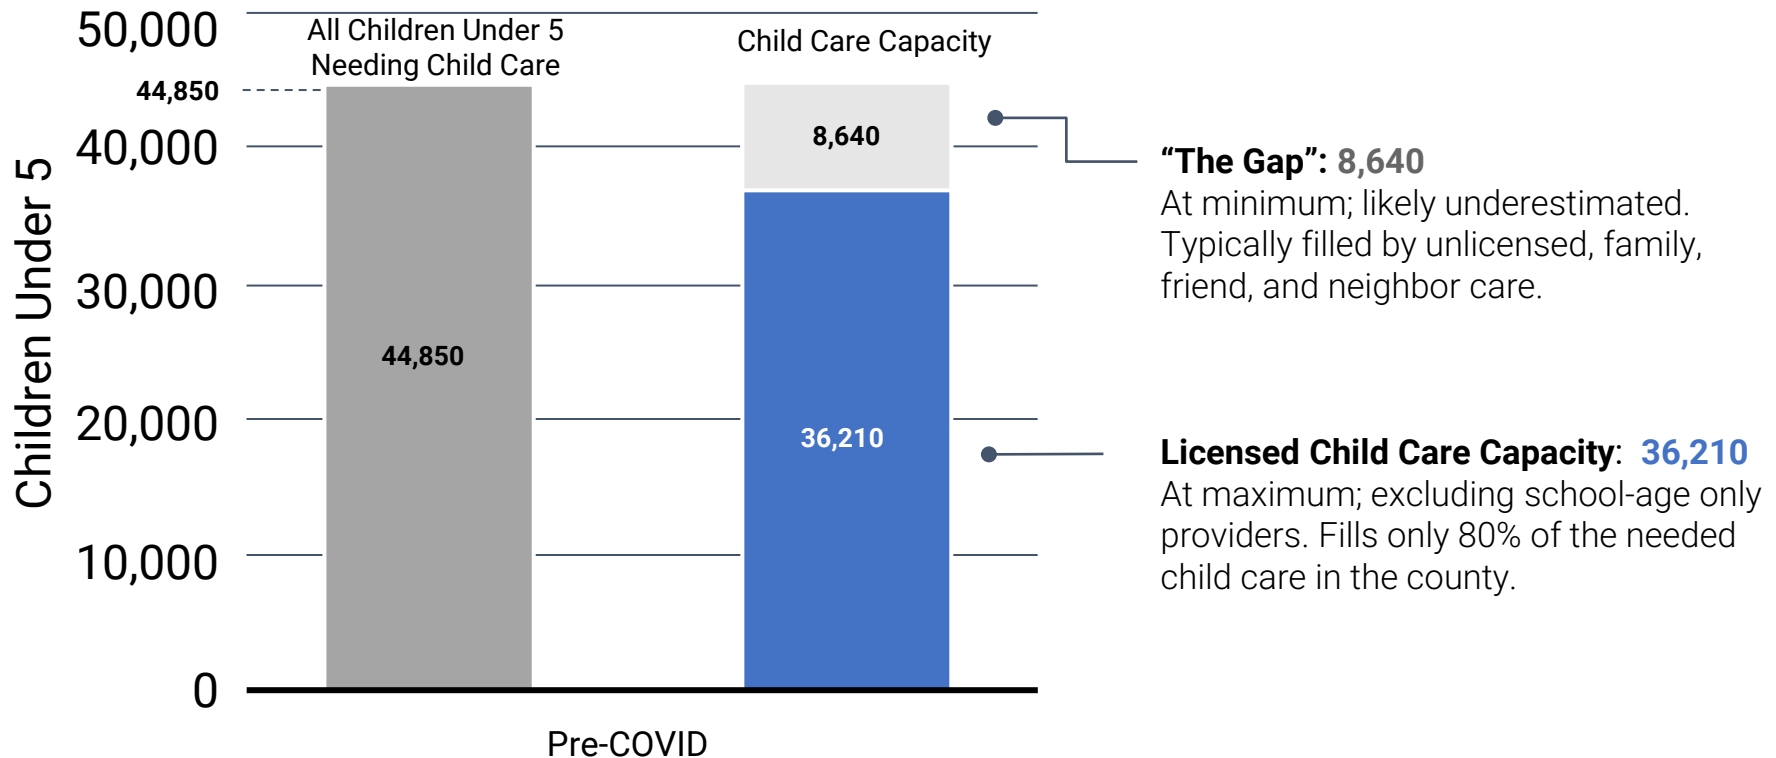 50,000
All Children Under 5
Needing Child Care
Child Care Capacity
44,850
40,000
8,640
30,000
44,850
20,000
36,210
10,000
0
Children Under 5
Pre-COVID
“The Gap”: 8,640
At minimum; likely underestimated.
Typically filled by unlicensed, family,
friend, and neighbor care.
Licensed Child Care Capacity: 36,210
At maximum; excluding school-age only
providers. Fills only 80% of the needed
child care in the county.